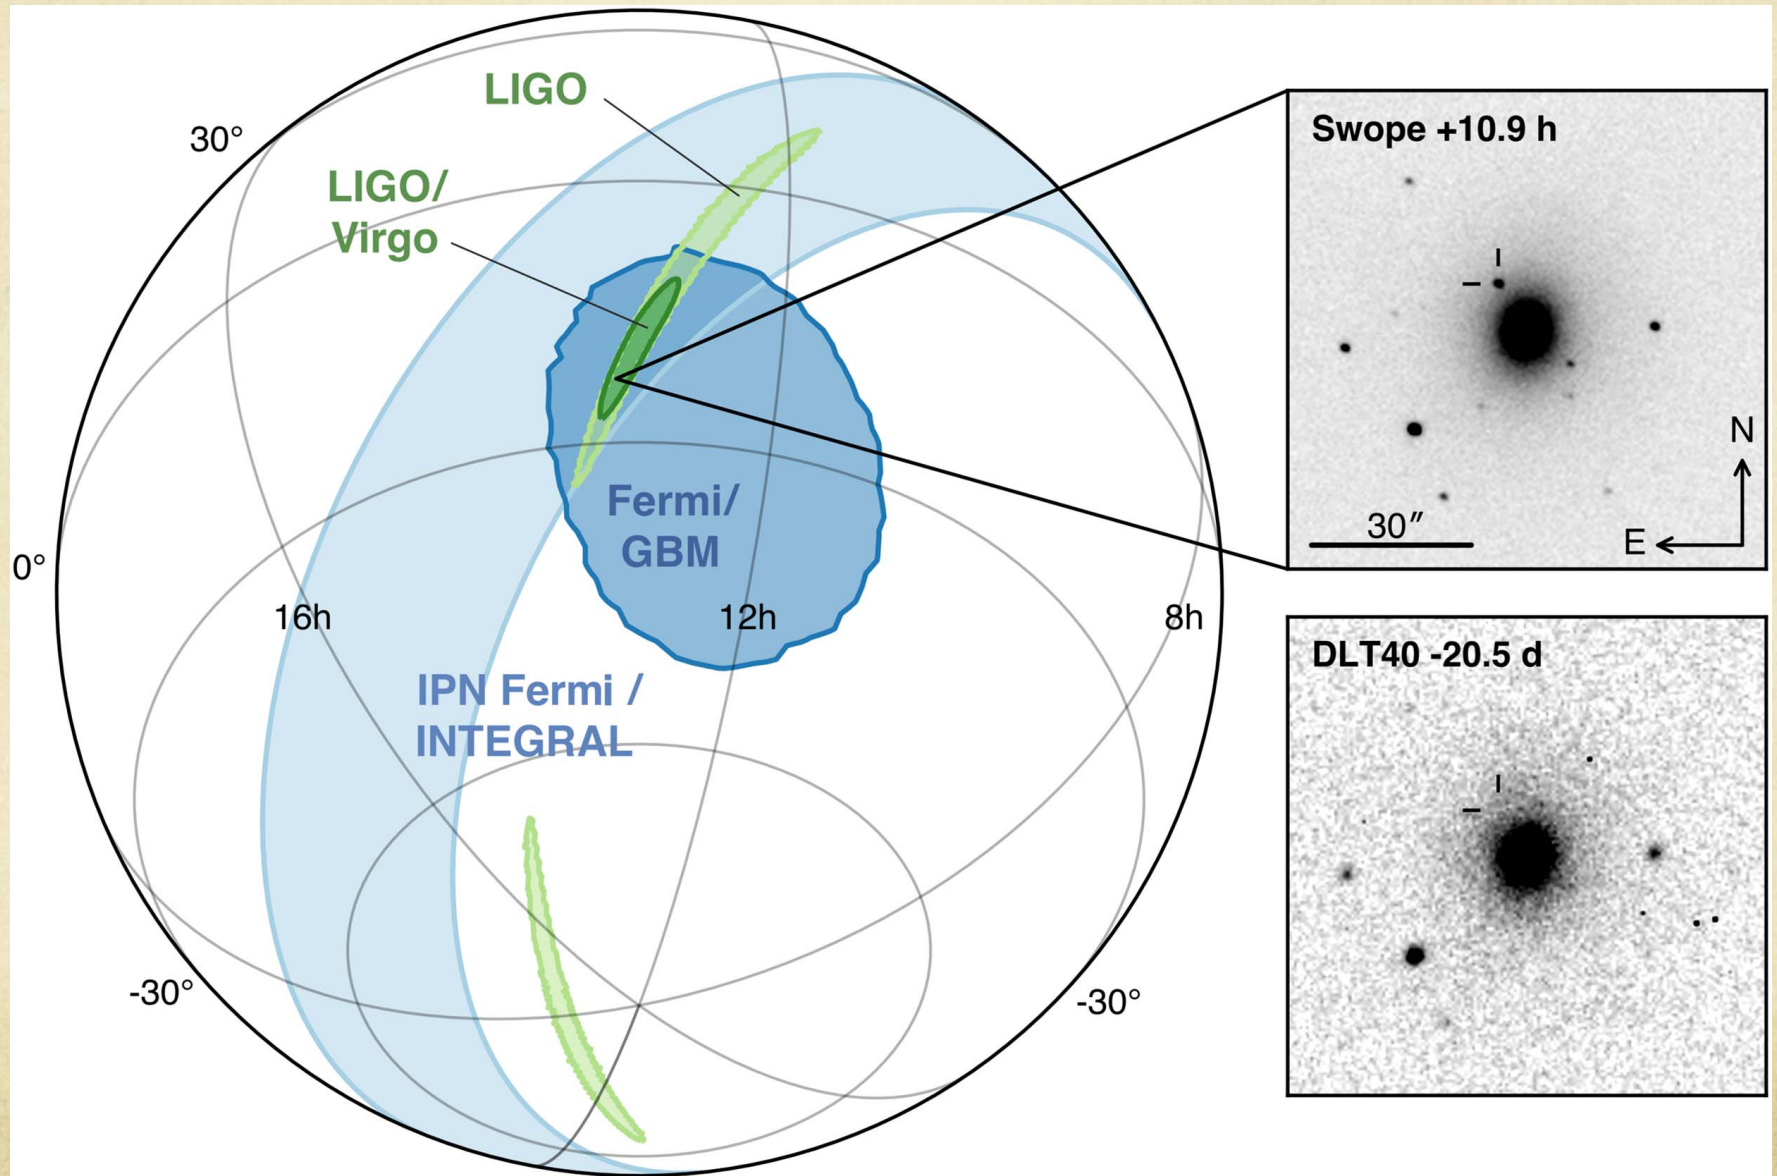 LIGO
30°
LIGO/
Virgo
0°
16h
12h
8h
Fermi/
GBM
IPN Fermi /
INTEGRAL
-30°
-30°
Swope +10.9 h
N
30″
E
DLT40 -20.5 d